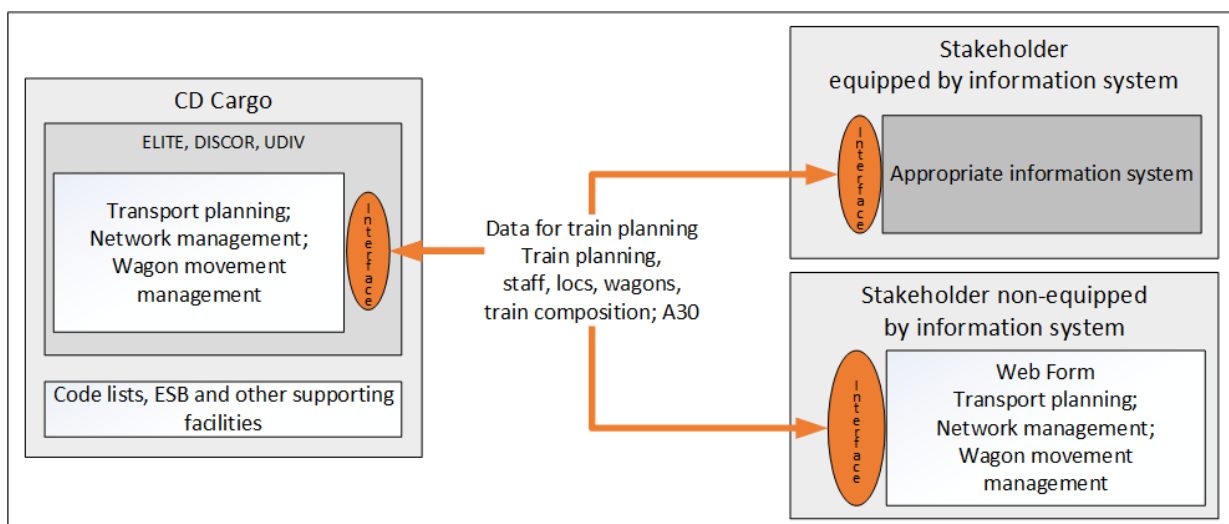 CD Cargo
ELITE, DISCOR, UDIV
Transport planning;
Network management;
Wagon movement
management
Interface
Code lists, ESB and other supporting
facilities
Data for train planning
Train planning,
staff, locs, wagons,
train composition; A30
Stakeholder
equipped by information system
Interface
Appropriate information system
Stakeholder non-equipped
by information system
Interface
Web Form
Transport planning;
Network management;
Wagon movement
management